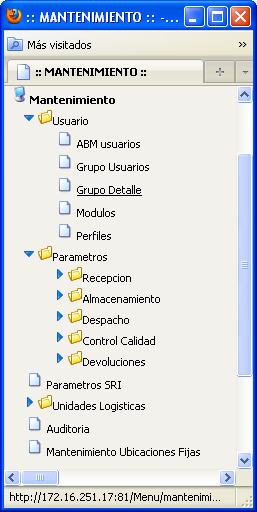 :: MANTENIMIENTO :: -...
Más visitados
»
:: MANTENIMIENTO ::
Mantenimiento
Usuario
ABM usuarios
Grupo Usuarios
Grupo Detalle
Modulos
Perfiles
Parametros
Recepcion
Almacenamiento
Despacho
Control Calidad
Devoluciones
Parametros SRI
Unidades Logisticas
Auditoria
Mantenimiento Ubicaciones Fijas
http://172.16.251.17:81/Menu/mantenimi...